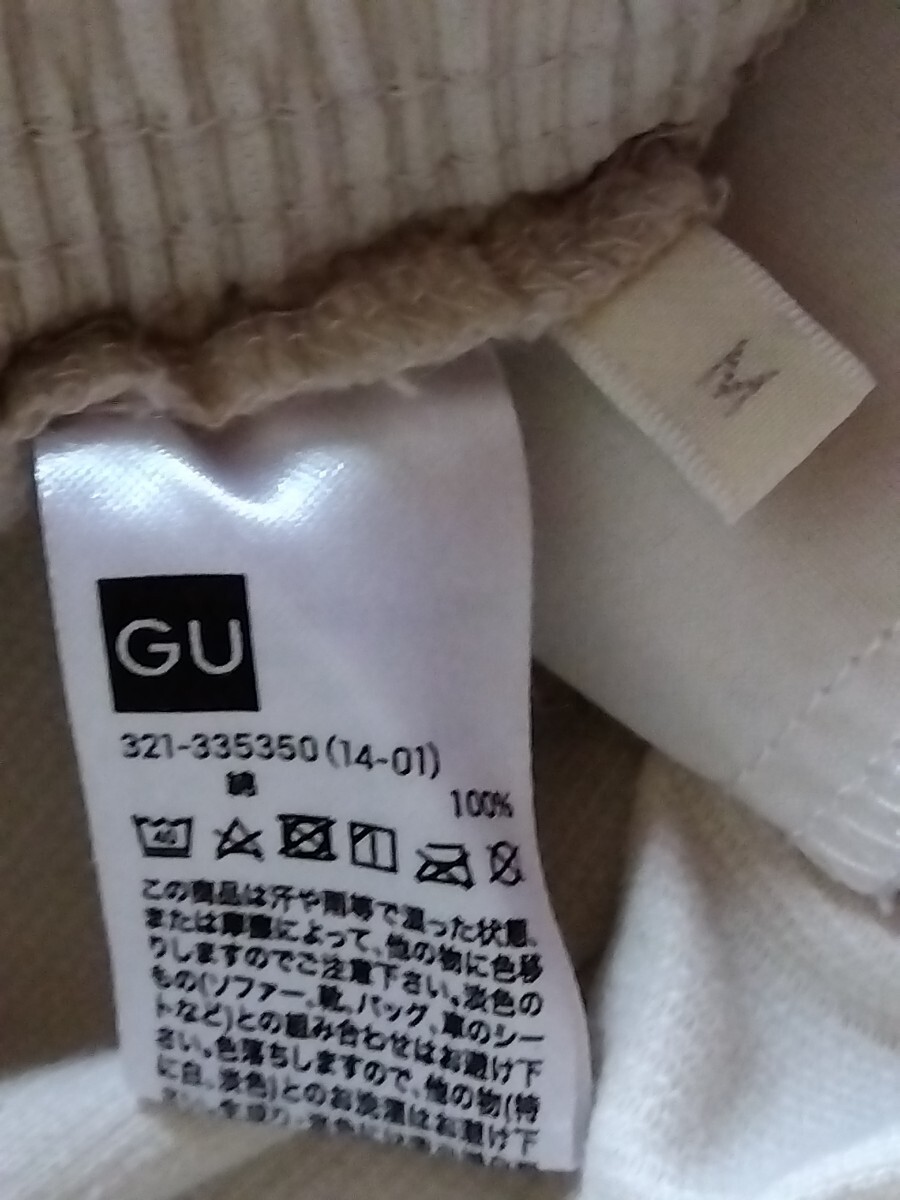 M
GU
321-335350(14-01)
綿
100%
40
この商品は汗や雨等で湿った状態、
または摩擦によって、他の物に色移
りしますのでご注意下さい。淡色の
もの(ソファー、靴、バッグ、車のシー
トなど)との組み合わせはお避け下
さい。色落ちしますので、他の物(特
に白、淡色)とのお洗濯はお避け下